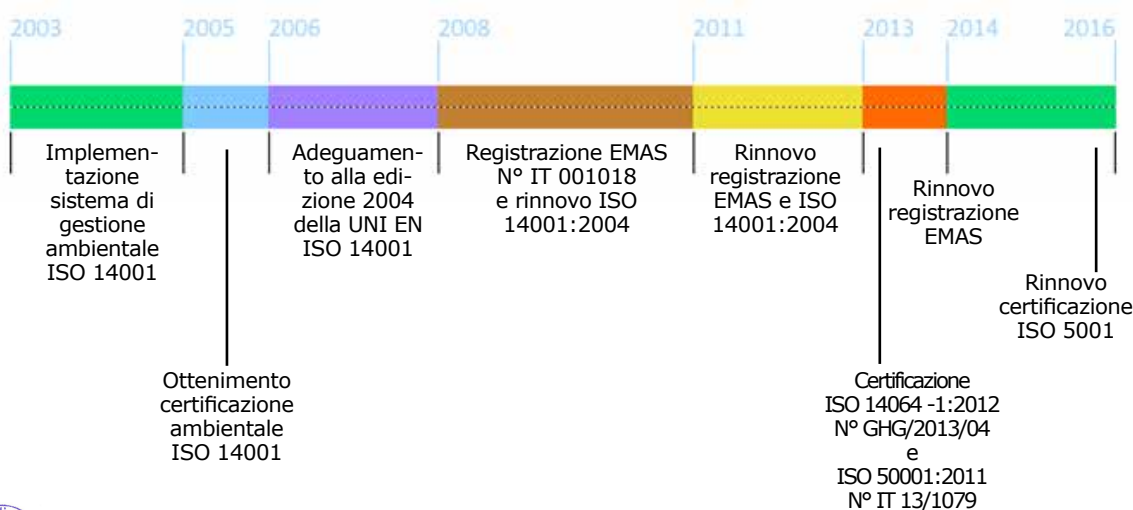 2003 2005 2006 2008 2011 2013 2014 2016
Implemen-
tazione
sistema di
gestione
ambientale
ISO 14001
Ottenimento
certificazione
ambientale
ISO 14001
Adeguamen-
to alla edi-
zione 2004
della UNI EN
ISO 14001
Registrazione EMAS
N° IT 001018
e rinnovo ISO
14001:2004
Rinnovo
registrazione
EMAS e ISO
14001:2004
Certificazione
ISO 14064 -1:2012
N° GHG/2013/04
e
ISO 50001:2011
N° IT 13/1079
Rinnovo
registrazione
EMAS
Rinnovo
certificazione
ISO 5001